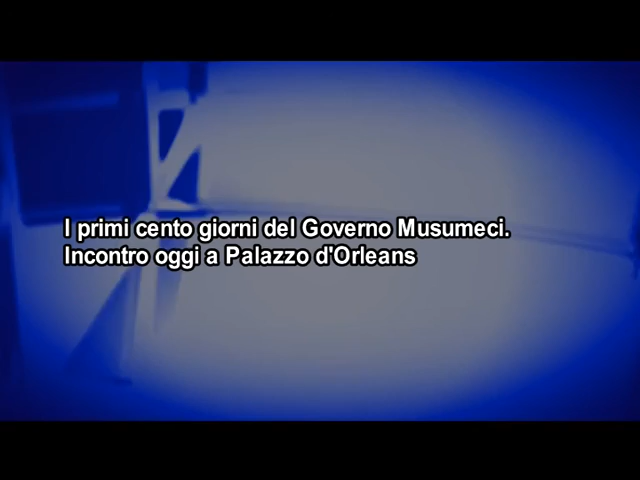 I primi cento giorni del Governo Musumeci.
Incontro oggi a Palazzo d'Orleans